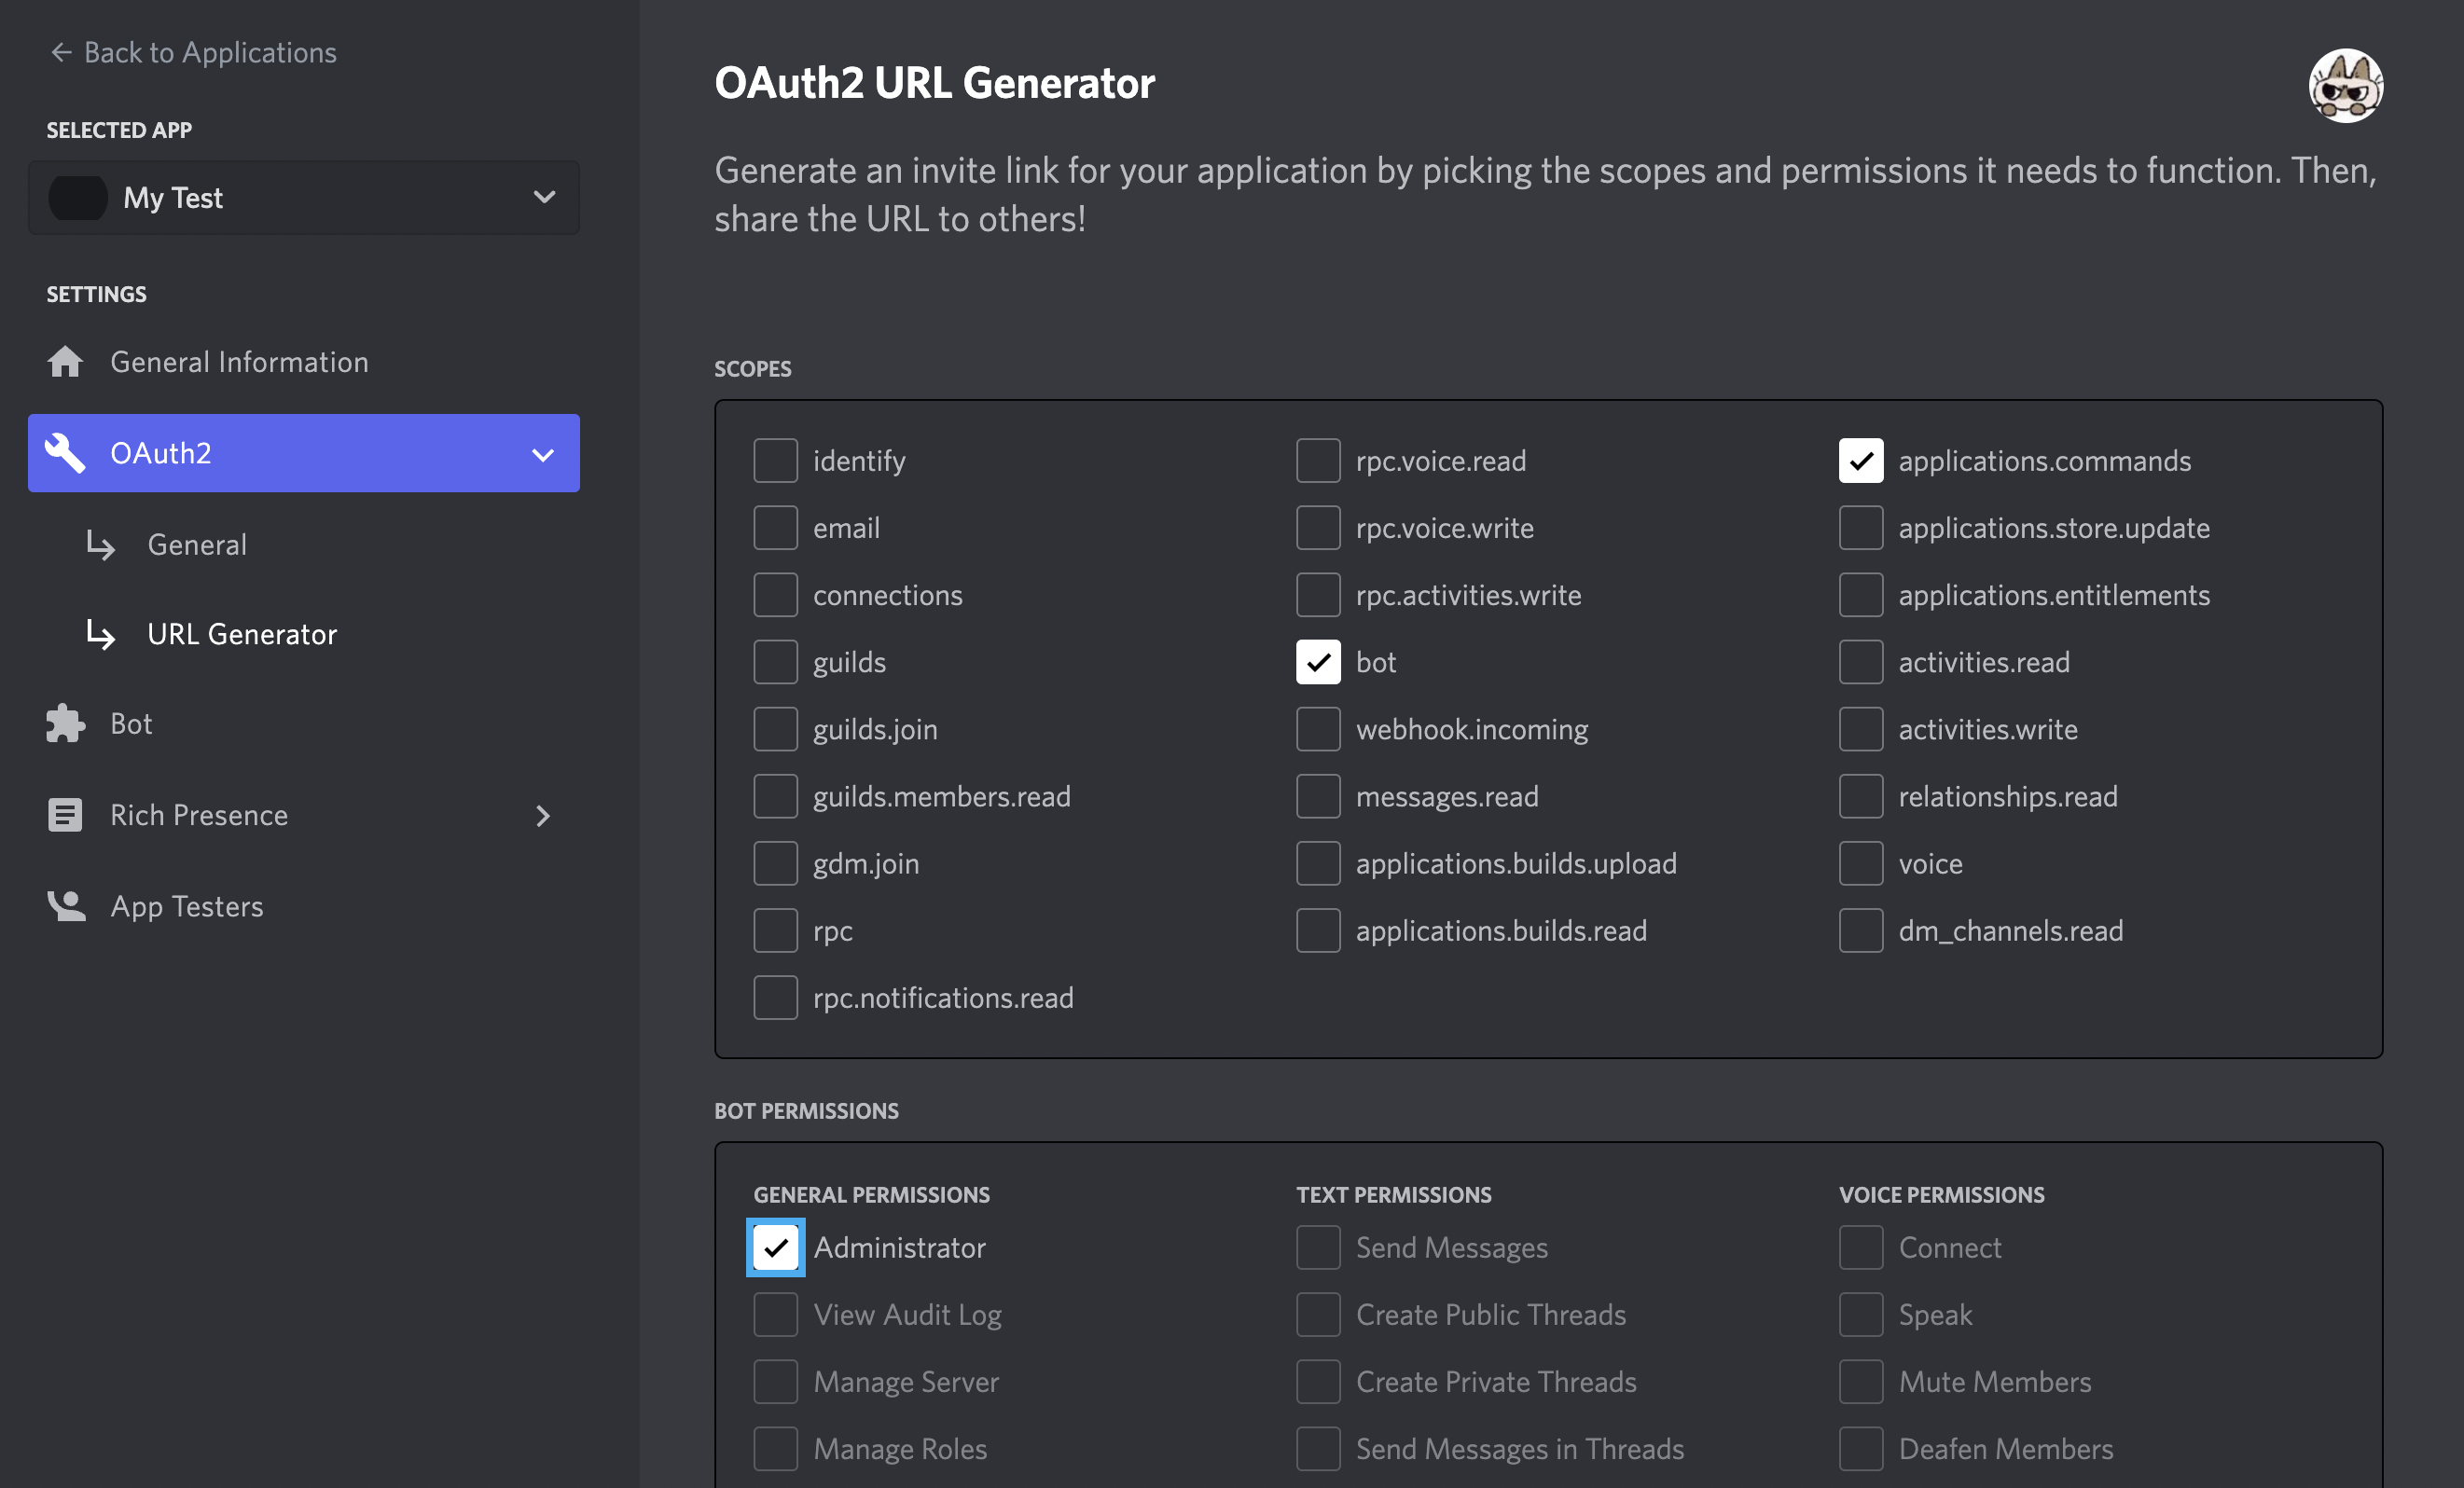 Back to Applications
SELECTED APP
My Test
SETTINGS
General Information
OAuth2
General
URL Generator
Bot
Rich Presence
App Testers
OAuth2 URL Generator
Generate an invite link for your application by picking the scopes and permissions it needs to function. Then,
share the URL to others!
SCOPES
identify
email
connections
guilds
guilds.join
guilds.members.read
gdm.join
rpc
rpc.notifications.read
rpc.voice.read
rpc.voice.write
rpc.activities.write
bot
webhook.incoming
messages.read
applications.builds.upload
applications.builds.read
applications.commands
applications.store.update
applications.entitlements
activities.read
activities.write
relationships.read
voice
dm_channels.read
BOT PERMISSIONS
GENERAL PERMISSIONS
Administrator
View Audit Log
Manage Server
Manage Roles
TEXT PERMISSIONS
Send Messages
Create Public Threads
Create Private Threads
Send Messages in Threads
VOICE PERMISSIONS
Connect
Speak
Mute Members
Deafen Members